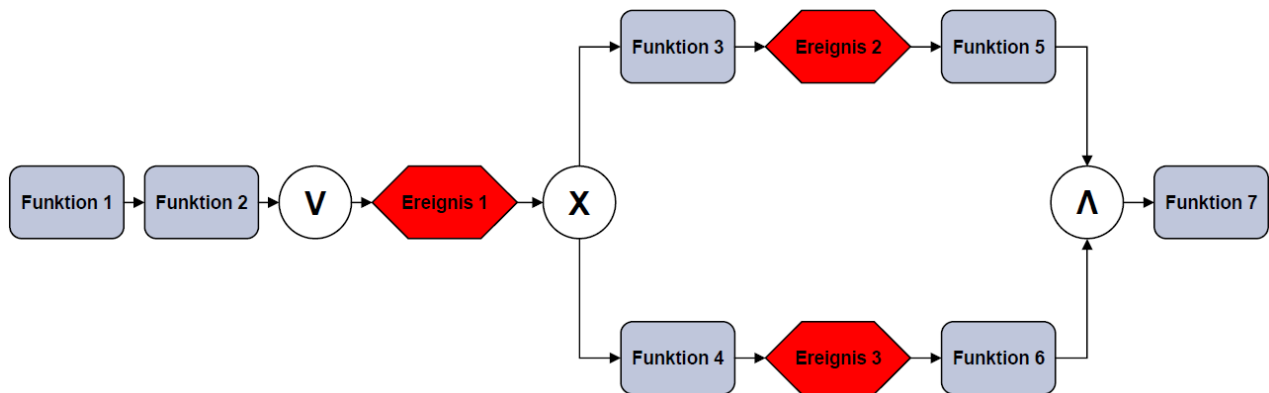 Funktion 3
Ereignis 2
Funktion 5
Funktion 1
Funktion 2
V
Ereignis 1
X
Λ
Funktion 7
Funktion 4
Ereignis 3
Funktion 6